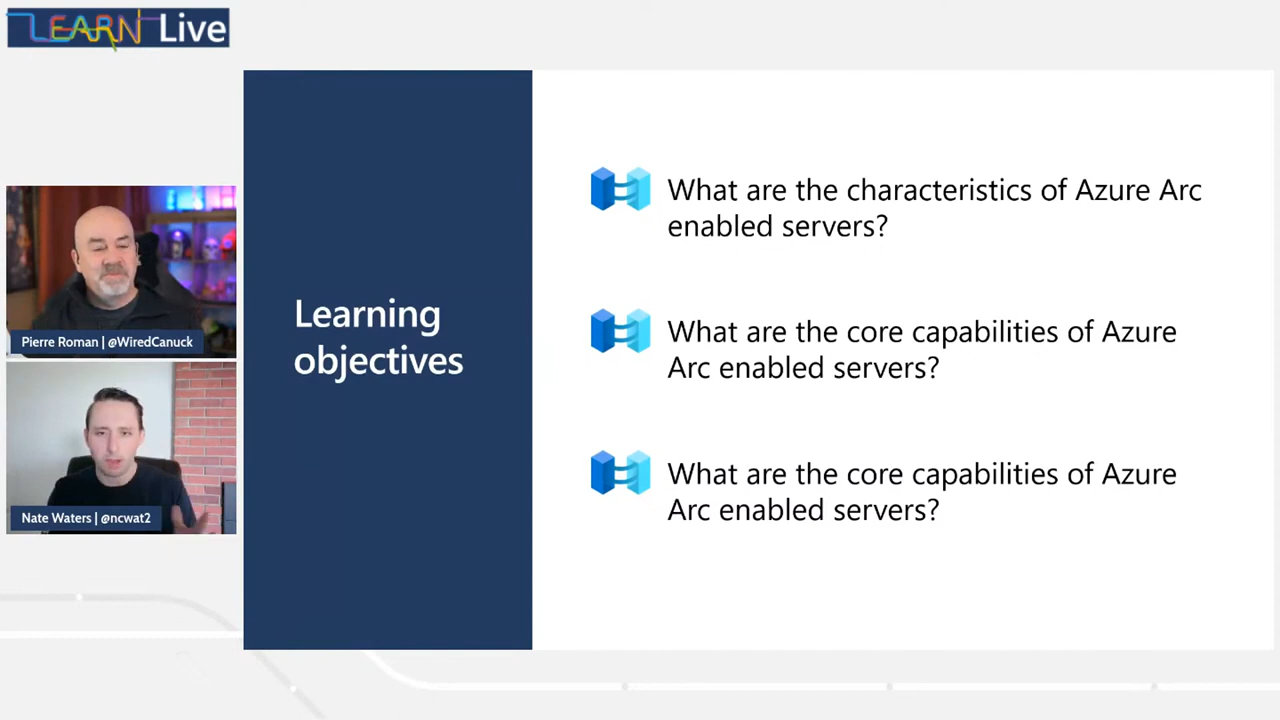 LEARN Live
Pierre Roman | @WiredCanuck
Nate Waters | @ncwat2
Learning
objectives
What are the characteristics of Azure Arc
enabled servers?
What are the core capabilities of Azure
Arc enabled servers?
What are the core capabilities of Azure
Arc enabled servers?